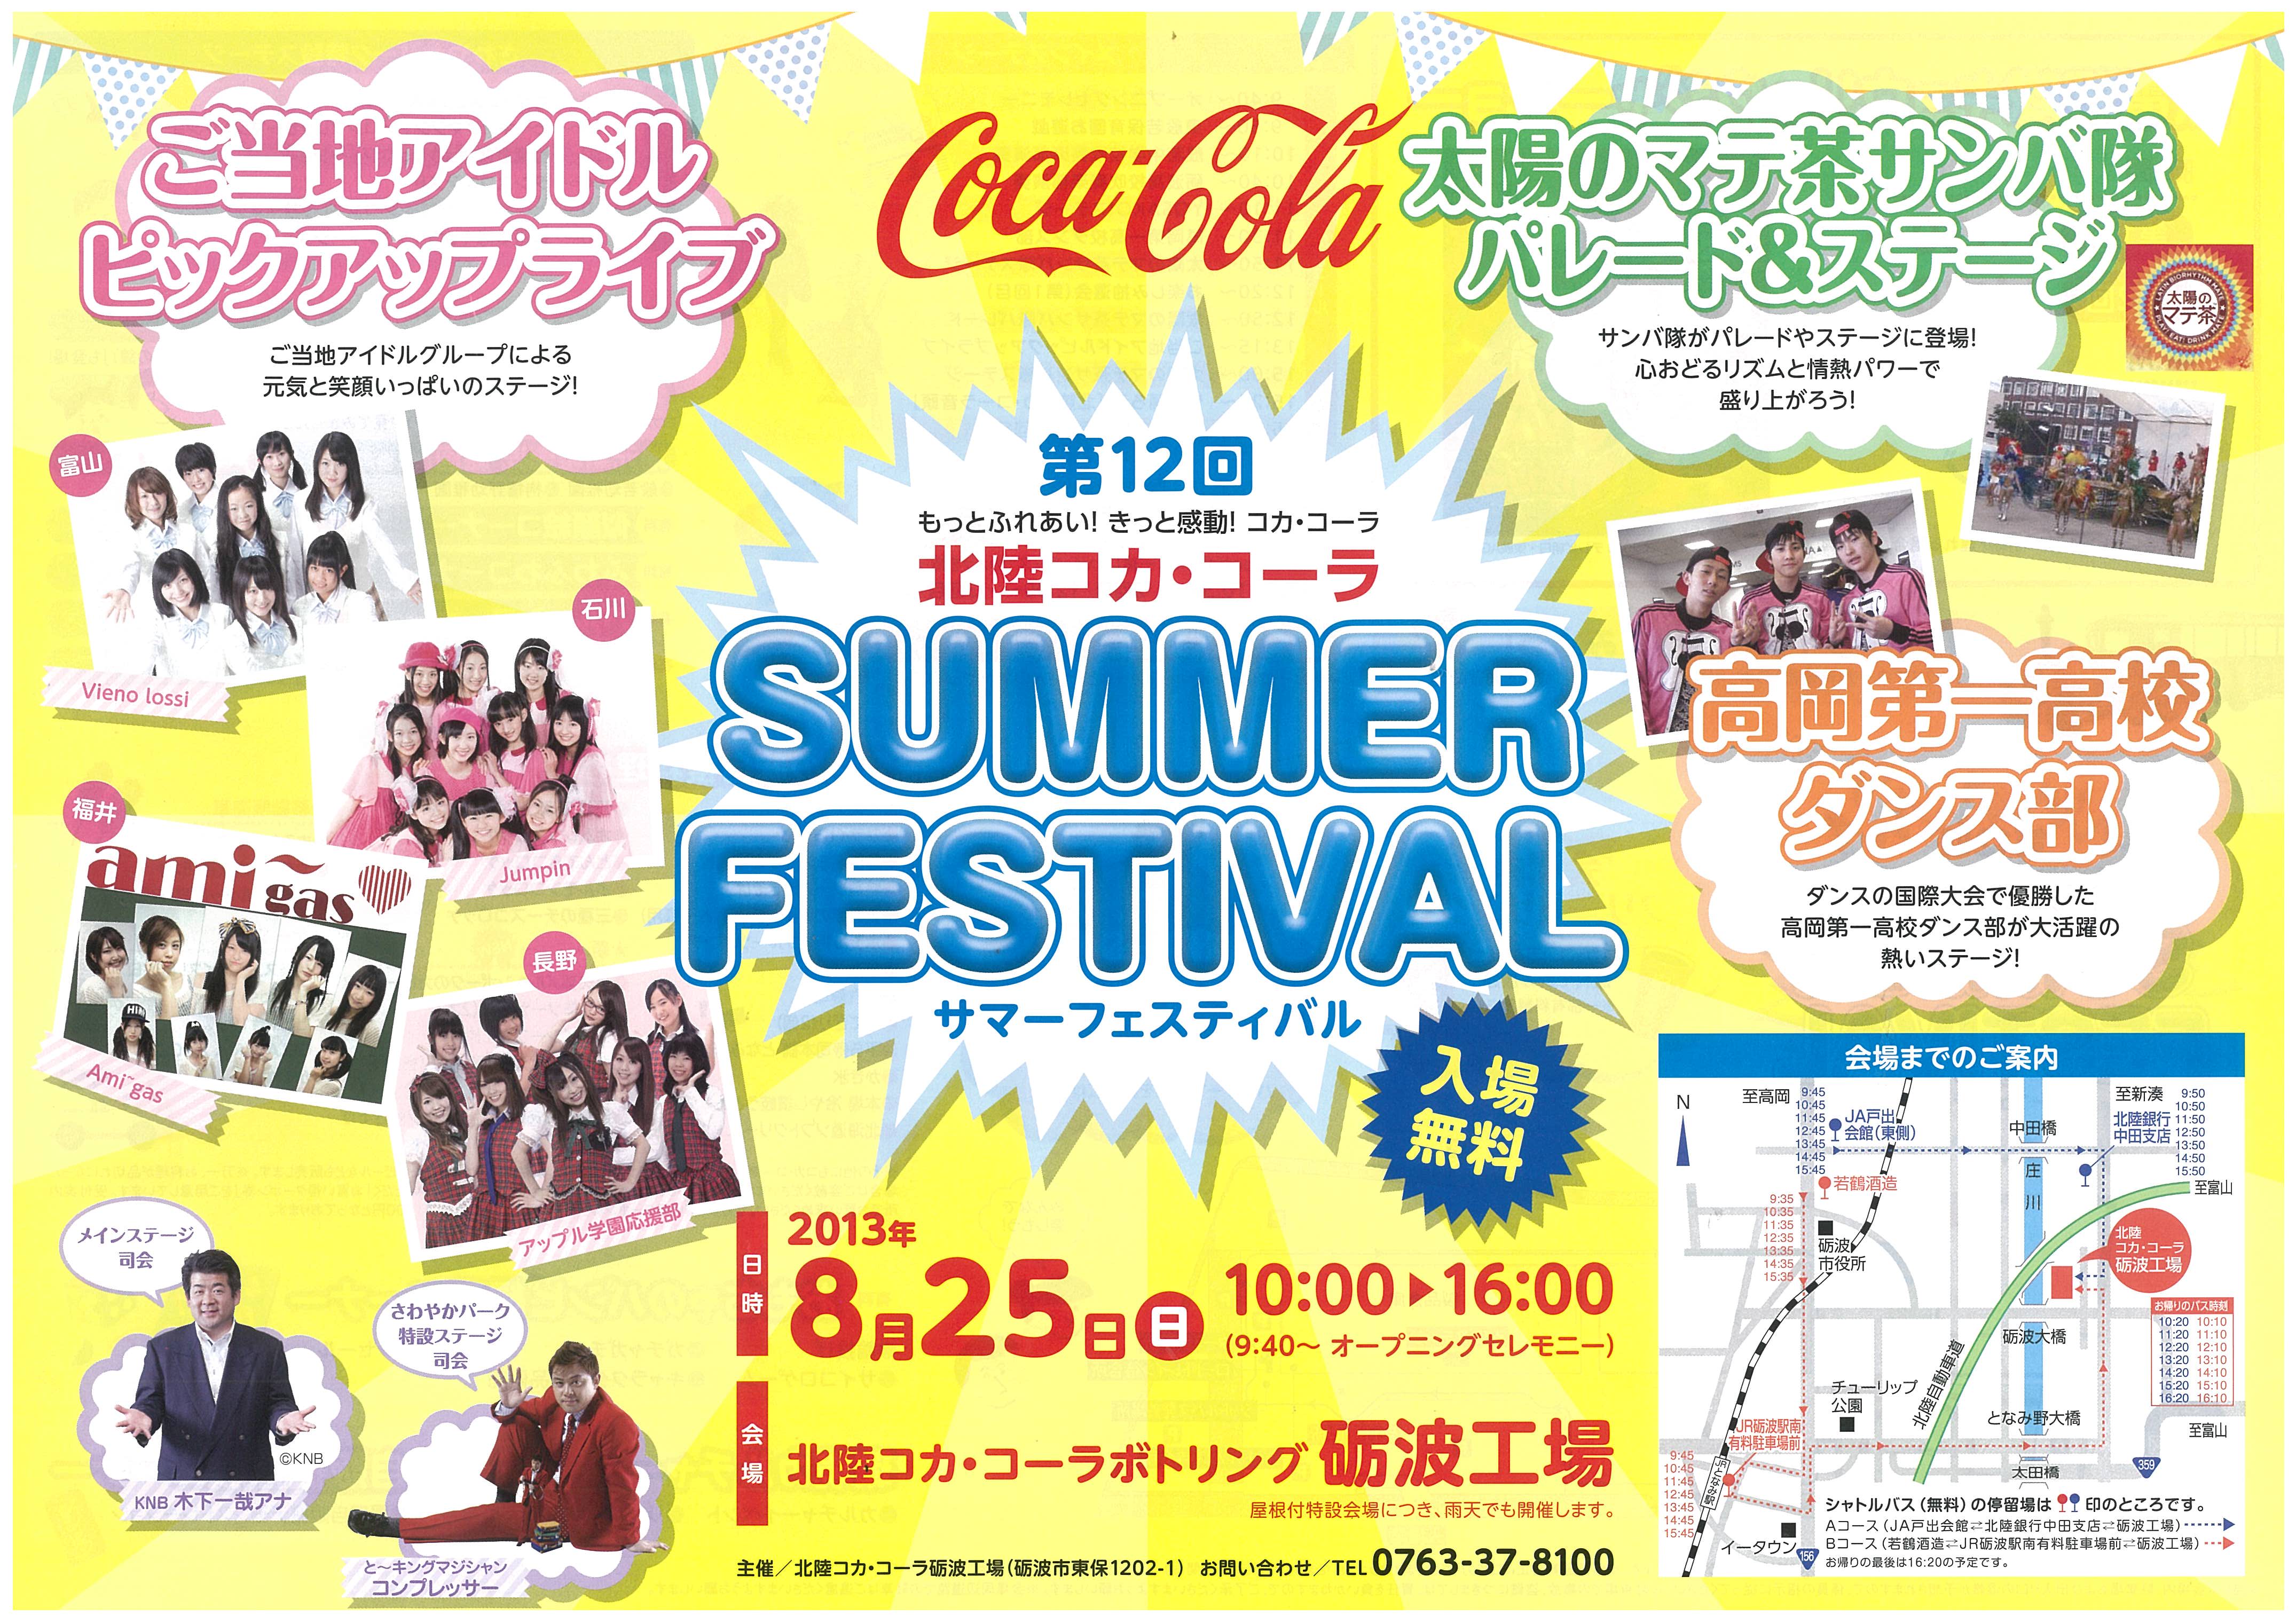 ご当地アイドル
ピックアップライブ
ご当地アイドルグループによる
元気と笑顔いっぱいのステージ!
富山
Vieno lossi
石川
Jumpin
福井
ami~gas
HIM
Ami~gas
長野
アップル学園応援部
メインステージ
司会
©KNB
KNB 木下一哉アナ
さわやかパーク
特設ステージ
司会
と〜キングマジシャン
コンプレッサー
Coca-Cola
第12回
もっとふれあい! きっと感動! コカ・コーラ
北陸コカ・コーラ
SUMMER
FESTIVAL
サマーフェスティバル
入場
無料
日時
2013年
8月25日(日)
10:00▶16:00
(9:40〜 オープニングセレモニー)
会場
北陸コカ・コーラボトリング 砺波工場
屋根付特設会場につき、雨天でも開催します。
主催/北陸コカ・コーラ砺波工場(砺波市東保1202-1) お問い合わせ/TEL 0763-37-8100
太陽のマテ茶サンバ隊
パレード&ステージ
サンバ隊がパレードやステージに登場!
心おどるリズムと情熱パワーで
盛り上がろう!
LATIN BIORHYTHM MATE
太陽の
マテ茶
PLAY! EAT! DRINK MATE
高岡第一高校
ダンス部
ダンスの国際大会で優勝した
高岡第一高校ダンス部が大活躍の
熱いステージ!
会場までのご案内
N
至高岡
9:45
10:45
11:45
12:45
13:45
14:45
15:45
JA戸出
会館(東側)
若鶴酒造
9:35
10:35
11:35
12:35
13:35
14:35
15:35
砺波
市役所
中田橋
庄川
至新湊
北陸銀行
中田支店
9:50
10:50
11:50
12:50
13:50
14:50
15:50
至富山
北陸
コカ・コーラ
砺波工場
お帰りのバス時刻
10:20 10:10
11:20 11:10
12:20 12:10
13:20 13:10
14:20 14:10
15:20 15:10
16:20 16:10
砺波大橋
北陸自動車道
チューリップ
公園
となみ野大橋
至富山
JR砺波駅南
有料駐車場前
9:45
10:45
11:45
12:45
13:45
14:45
15:45
JRとなみ駅
太田橋
359
イータウン
156
シャトルバス(無料)の停留場は印のところです。
Aコース(JA戸出会館⇄北陸銀行中田支店⇄砺波工場)
Bコース(若鶴酒造⇄JR砺波駅南有料駐車場前⇄砺波工場)
お帰りの最後は16:20の予定です。